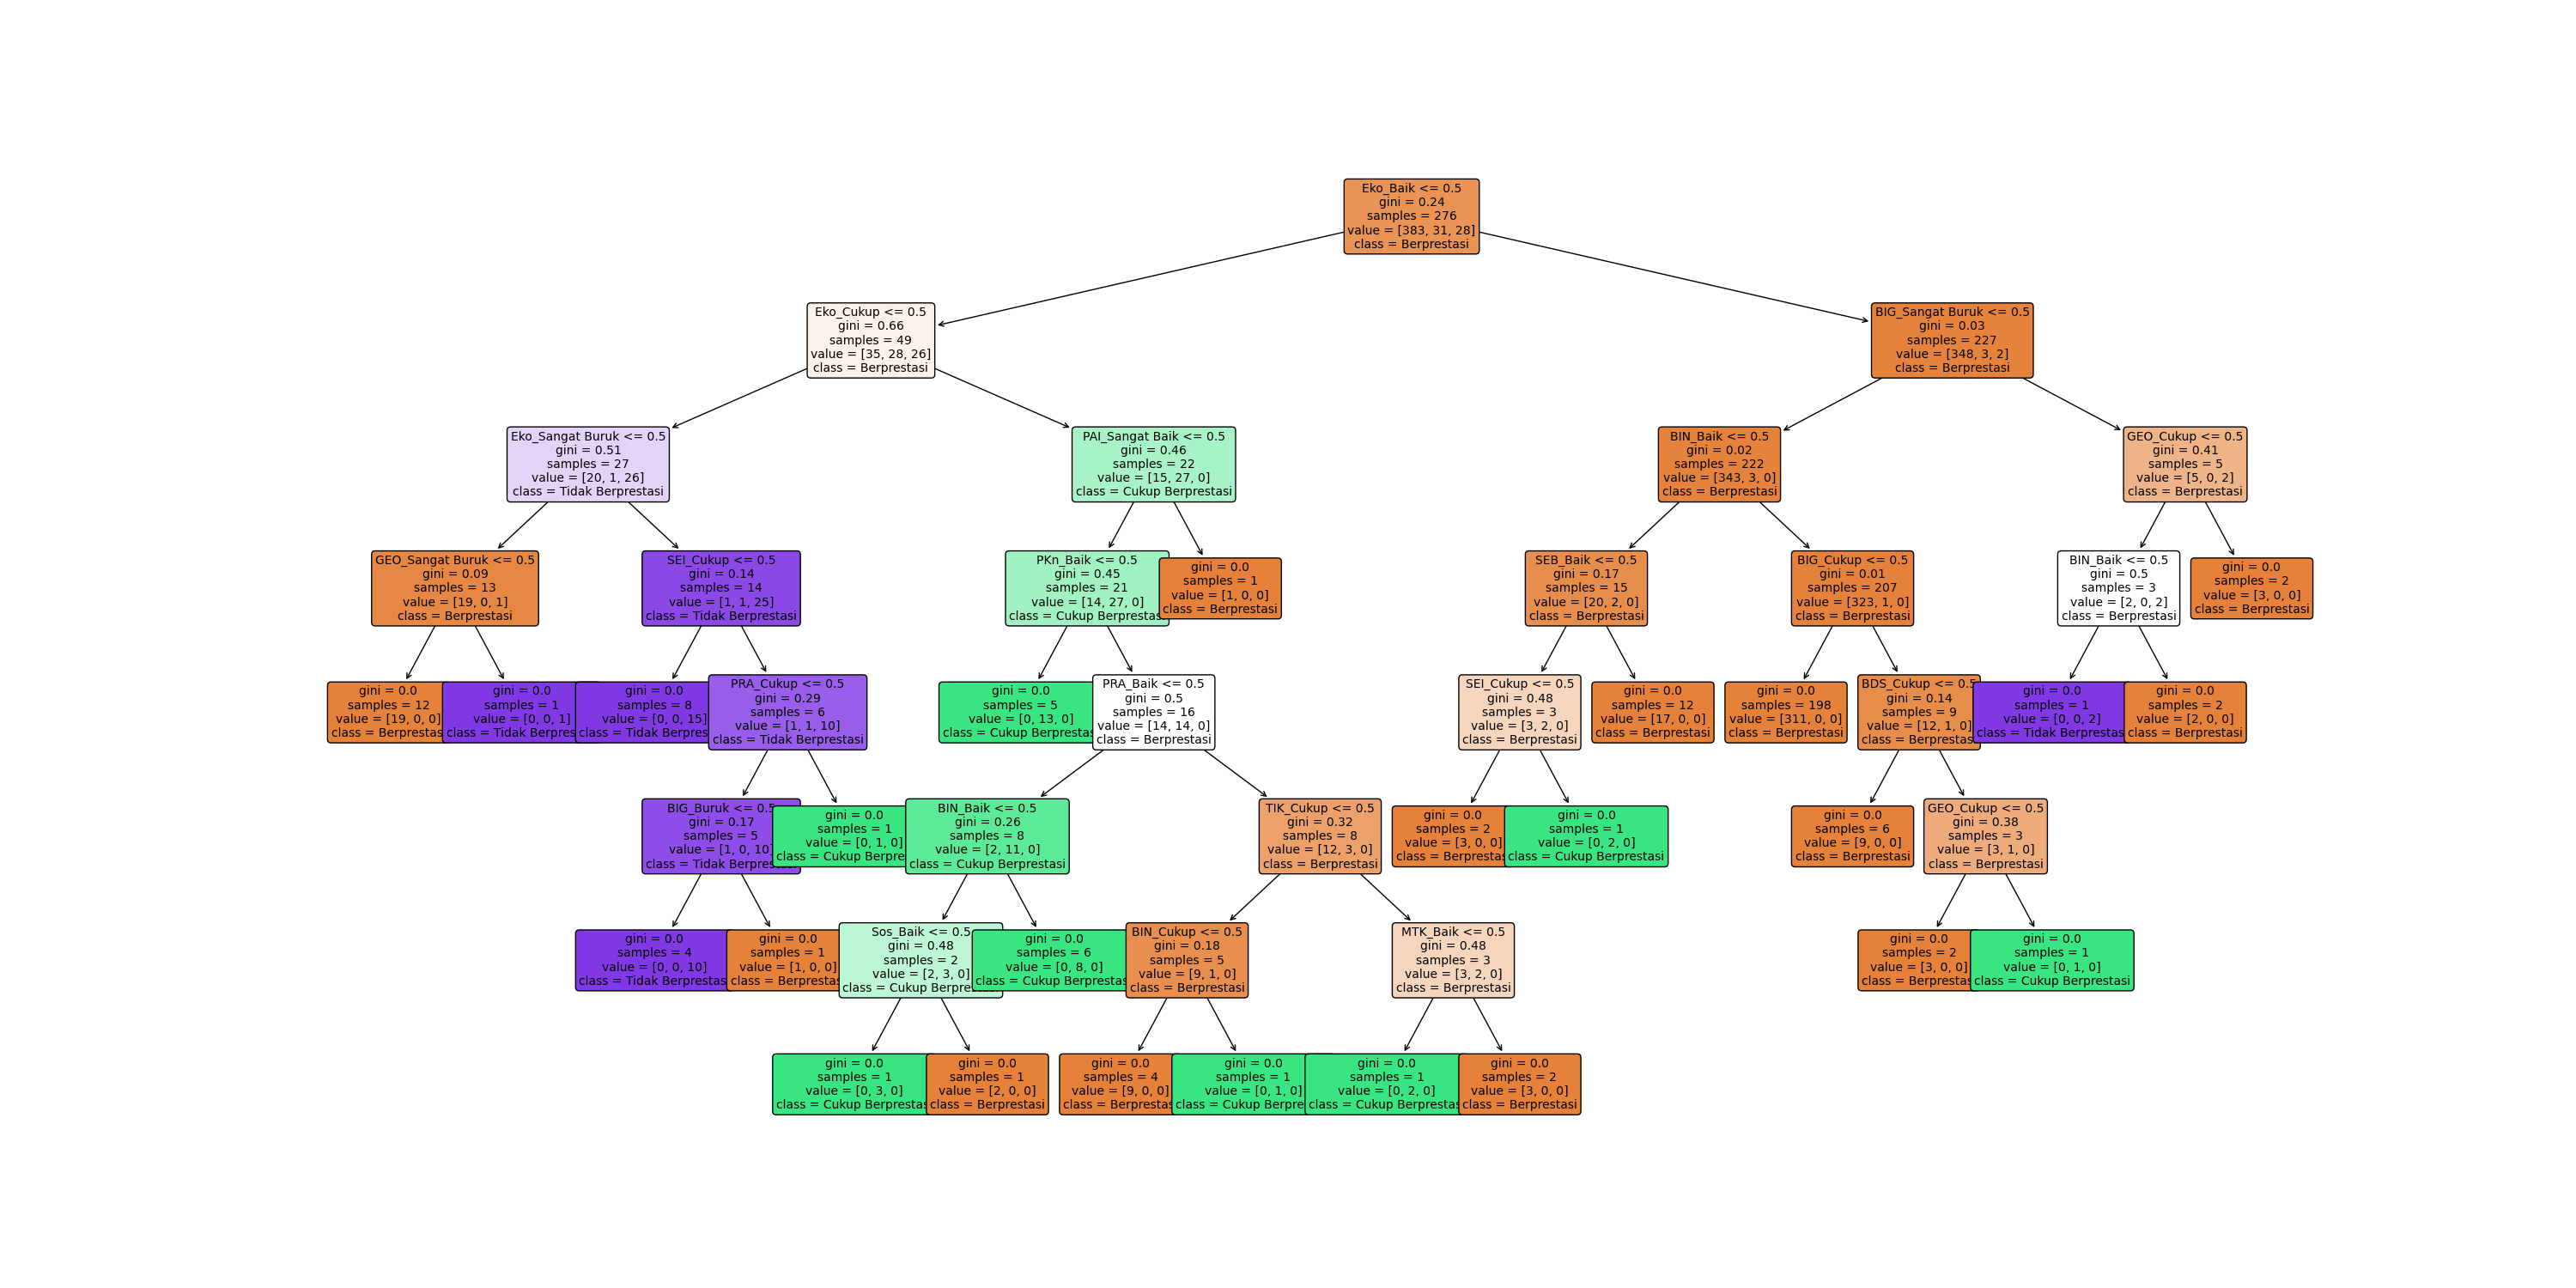 Eko_Baik <= 0.5
gini = 0.24
samples = 276
value = [383, 31, 28]
class = Berprestasi
Eko_Cukup <= 0.5
gini = 0.66
samples = 49
value = [35, 28, 26]
class = Berprestasi
BIG_Sangat Buruk <= 0.5
gini = 0.03
samples = 227
value = [348, 3, 2]
class = Berprestasi
Eko_Sangat Buruk <= 0.5
gini = 0.51
samples = 27
value = [20, 1, 26]
class = Tidak Berprestasi
PAI_Sangat Baik <= 0.5
gini = 0.46
samples = 22
value = [15, 27, 0]
class = Cukup Berprestasi
BIN_Baik <= 0.5
gini = 0.02
samples = 222
value = [343, 3, 0]
class = Berprestasi
GEO_Cukup <= 0.5
gini = 0.41
samples = 5
value = [5, 0, 2]
class = Berprestasi
GEO_Sangat Buruk <= 0.5
gini = 0.09
samples = 13
value = [19, 0, 1]
class = Berprestasi
SEI_Cukup <= 0.5
gini = 0.14
samples = 14
value = [1, 1, 25]
class = Tidak Berprestasi
PKn_Baik <= 0.5
gini = 0.45
samples = 21
value = [14, 27, 0]
class = Cukup Berprestas
gini = 0.0
samples = 1
value = [1, 0, 0]
class = Berprestasi
SEB_Baik <= 0.5
gini = 0.17
samples = 15
value = [20, 2, 0]
class = Berprestasi
BIG_Cukup <= 0.5
gini = 0.01
samples = 207
value = [323, 1, 0]
class = Berprestasi
BIN_Baik <= 0.5
gini = 0.5
samples = 3
value = [2, 0, 2]
class = Berprestasi
gini = 0.0
samples = 2
value = [3, 0, 0]
class = Berprestasi
gini = 0.0
samples = 12
value = [19, 0, 0]
class = Berprestas
gini = 0.0
samples = 1
value = [0, 0, 1]
class = Tidak Berpres
gini = 0.0
samples = 8
value = [0, 0, 15]
class = Tidak Berpres
PRA_Cukup <= 0.5
gini = 0.29
samples = 6
value = [1, 1, 10]
class = Tidak Berprestasi
gini = 0.0
samples = 5
value = [0, 13, 0]
class = Cukup Berpresta
PRA_Baik <= 0.5
gini = 0.5
samples = 16
value = [14, 14, 0]
class = Berprestasi
SEI_Cukup <= 0.5
gini = 0.48
samples = 3
value = [3, 2, 0]
class = Berprestasi
gini = 0.0
samples = 12
value = [17, 0, 0]
class = Berprestasi
gini = 0.0
samples = 198
value = [311, 0, 0]
class = Berprestasi
BDS_Cukup <= 0.5
gini = 0.14
samples = 9
value = [12, 1, 0]
class = Berprestas
gini = 0.0
samples = 1
value = [0, 0, 2]
class = Tidak Berprestas
gini = 0.0
samples = 2
value = [2, 0, 0]
class = Berprestasi
BIG_Buruk <= 0.5
gini = 0.17
samples = 5
value = [1, 0, 10]
class = Tidak Berpres
gini = 0.0
samples = 1
value = [0, 1, 0]
class = Cukup Berpre
BIN_Baik <= 0.5
gini = 0.26
samples = 8
value = [2, 11, 0]
class = Cukup Berprestasi
TIK_Cukup <= 0.5
gini = 0.32
samples = 8
value = [12, 3, 0]
class = Berprestasi
gini = 0.0
samples = 2
value = [3, 0, 0]
class = Berprestas
gini = 0.0
samples = 1
value = [0, 2, 0]
class = Cukup Berprestasi
gini = 0.0
samples = 6
value = [9, 0, 0]
class = Berprestasi
GEO_Cukup <= 0.5
gini = 0.38
samples = 3
value = [3, 1, 0]
class = Berprestasi
gini = 0.0
samples = 4
value = [0, 0, 10]
class = Tidak Berprestas
gini = 0.0
samples = 1
value = [1, 0, 0]
class = Berprestas
Sos_Baik <= 0.5
gini = 0.48
samples = 2
value = [2, 3, 0]
class = Cukup Berpre
gini = 0.0
samples = 6
value = [0, 8, 0]
class = Cukup Berprestas
BIN_Cukup <= 0.5
gini = 0.18
samples = 5
value = [9, 1, 0]
class = Berprestasi
MTK_Baik <= 0.5
gini = 0.48
samples = 3
value = [3, 2, 0]
class = Berprestasi
gini = 0.0
samples = 2
value = [3, 0, 0]
class = Berprestas
gini = 0.0
samples = 1
value = [0, 1, 0]
class = Cukup Berprestasi
gini = 0.0
samples = 1
value = [0, 3, 0]
class = Cukup Berprestas
gini = 0.0
samples = 1
value = [2, 0, 0]
class = Berprestasi
gini = 0.0
samples = 4
value = [9, 0, 0]
class = Berprestas
gini = 0.0
samples = 1
value = [0, 1, 0]
class = Cukup Berpre
gini = 0.0
samples = 1
value = [0, 2, 0]
class = Cukup Berprestas
gini = 0.0
samples = 2
value = [3, 0, 0]
class = Berprestasi